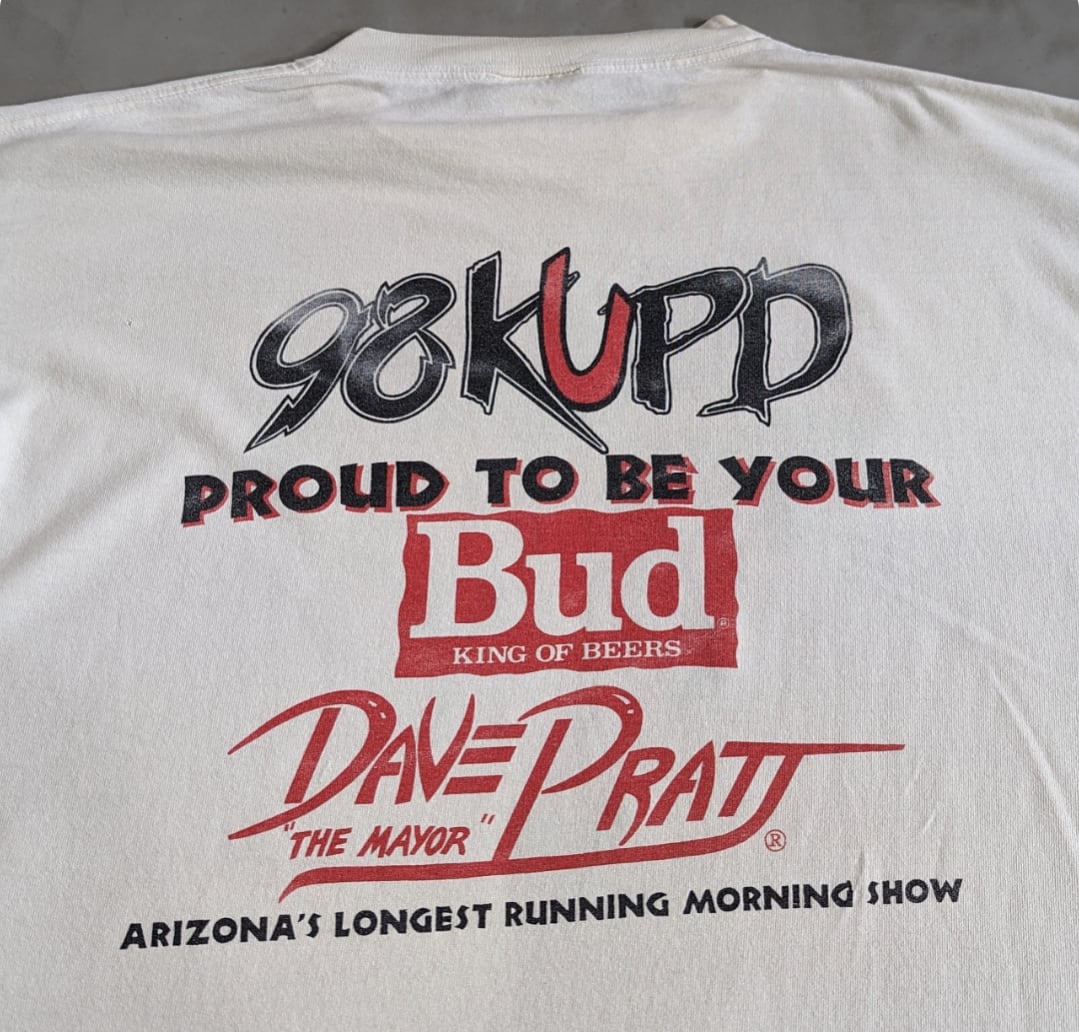 98KUPD
PROUD TO BE YOUR
Bud®
KING OF BEERS
DAVE PRATT
"THE MAYOR" ®
ARIZONA'S LONGEST RUNNING MORNING SHOW